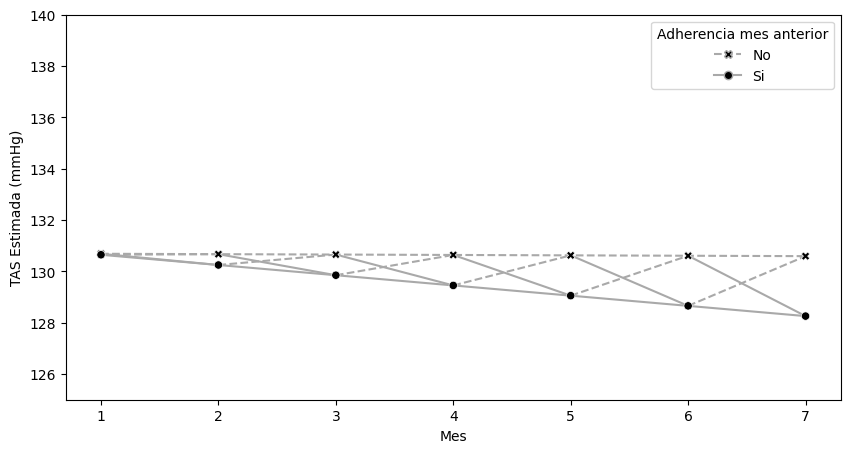 Adherencia mes anterior
No
Si
TAS Estimada (mmHg)
140
138
136
134
132
130
128
126
1 2 3 4 5 6 7
Mes